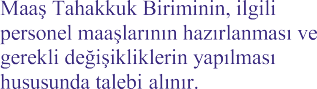 Maaş Tahakkuk Biriminin, ilgili
personel maaşlarının hazırlanması ve
gerekli değişikliklerin yapılması
hususunda talebi alınır.